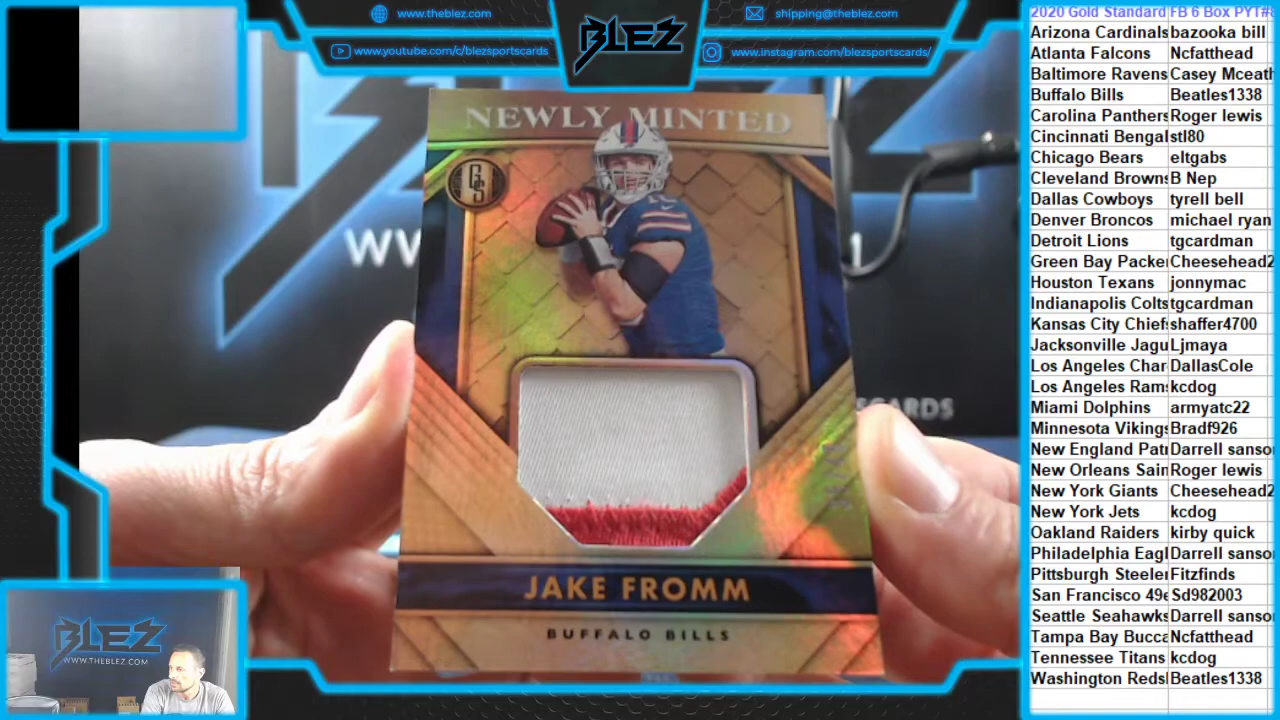 www.theblez.com
www.youtube.com/c/blezsportscards
BLEZ
shipping@theblez.com
www.instagram.com/blezsportscards/
NEWLY MINTED
GS
JAKE FROMM
BUFFALO BILLS
BLEZ
WWW.THEBLEZ.COM
2020 Gold Standard FB 6 Box PYT#
Arizona Cardinals bazooka bill
Atlanta Falcons Ncfatthead
Baltimore Ravens Casey Mceath
Buffalo Bills Beatles1338
Carolina Panthers Roger lewis
Cincinnati Bengal stl80
Chicago Bears eltgabs
Cleveland Browns B Nep
Dallas Cowboys tyrell bell
Denver Broncos michael ryan
Detroit Lions tgcardman
Green Bay Packe Cheesehead2
Houston Texans jonnymac
Indianapolis Colts tgcardman
Kansas City Chief shaffer4700
Jacksonville Jagu Ljmaya
Los Angeles Char DallasCole
Los Angeles Rams kcdog
Miami Dolphins armyatc22
Minnesota Vikings Bradf926
New England Patr Darrell sanso
New Orleans Sain Roger lewis
New York Giants Cheesehead2
New York Jets kcdog
Oakland Raiders kirby quick
Philadelphia Eagl Darrell sanso
Pittsburgh Steeler Fitzfinds
San Francisco 49e Sd982003
Seattle Seahawks Darrell sanso
Tampa Bay Bucca Ncfatthead
Tennessee Titans kcdog
Washington Reds Beatles1338